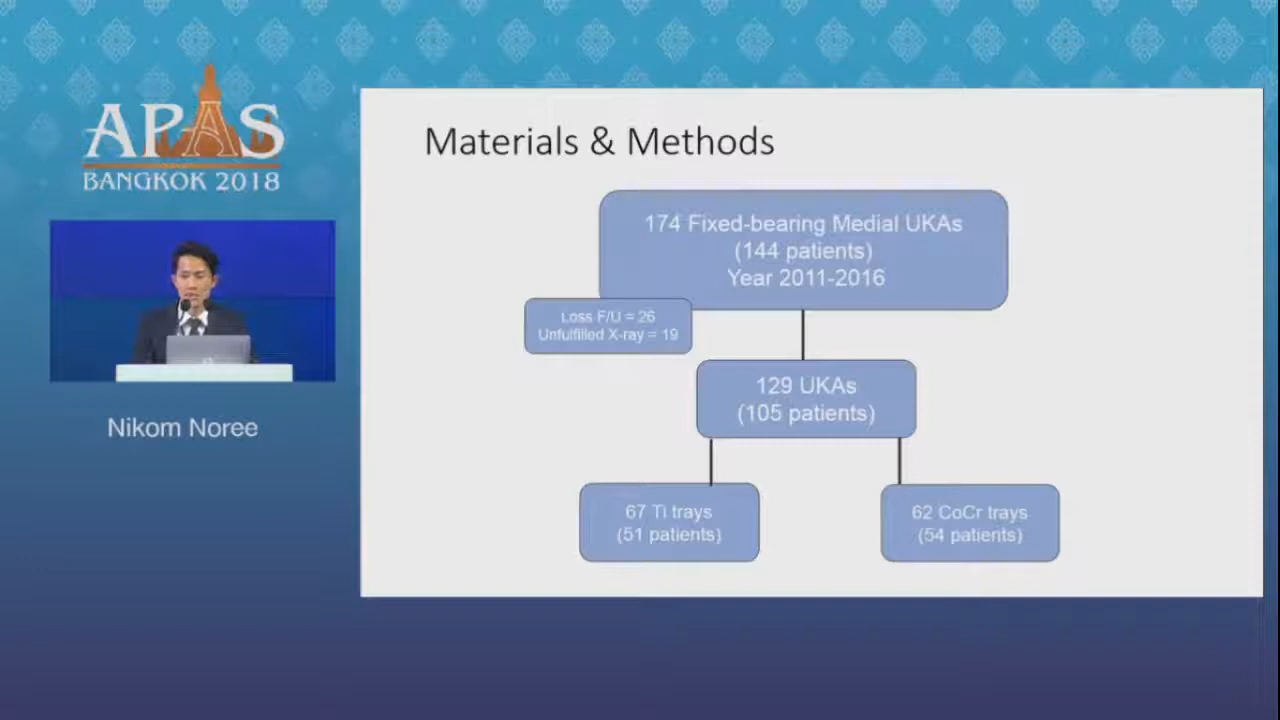 APAS
BANGKOK 2018
Nikom Noree
Materials & Methods
174 Fixed-bearing Medial UKAs
(144 patients)
Year 2011-2016
Loss F/U = 26
Unfulfilled X-ray = 19
129 UKAs
(105 patients)
67 Ti trays
(51 patients)
62 CoCr trays
(54 patients)